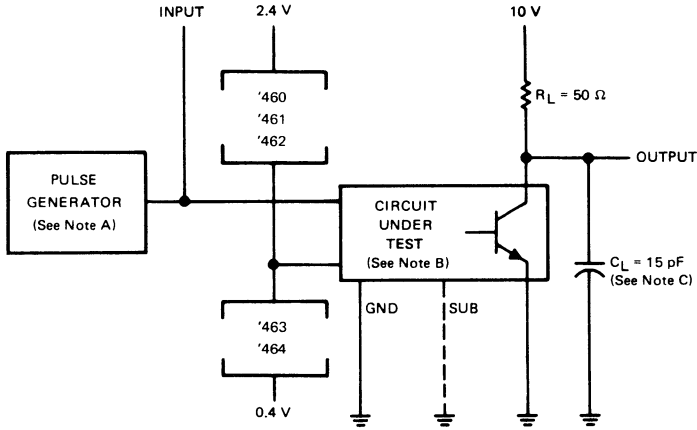 INPUT
2.4 V
10 V
'460
'461
'462
R_L = 50 Ω
OUTPUT
PULSE
GENERATOR
(See Note A)
CIRCUIT
UNDER
TEST
(See Note B)
C_L = 15 pF
(See Note C)
GND
SUB
'463
'464
0.4 V